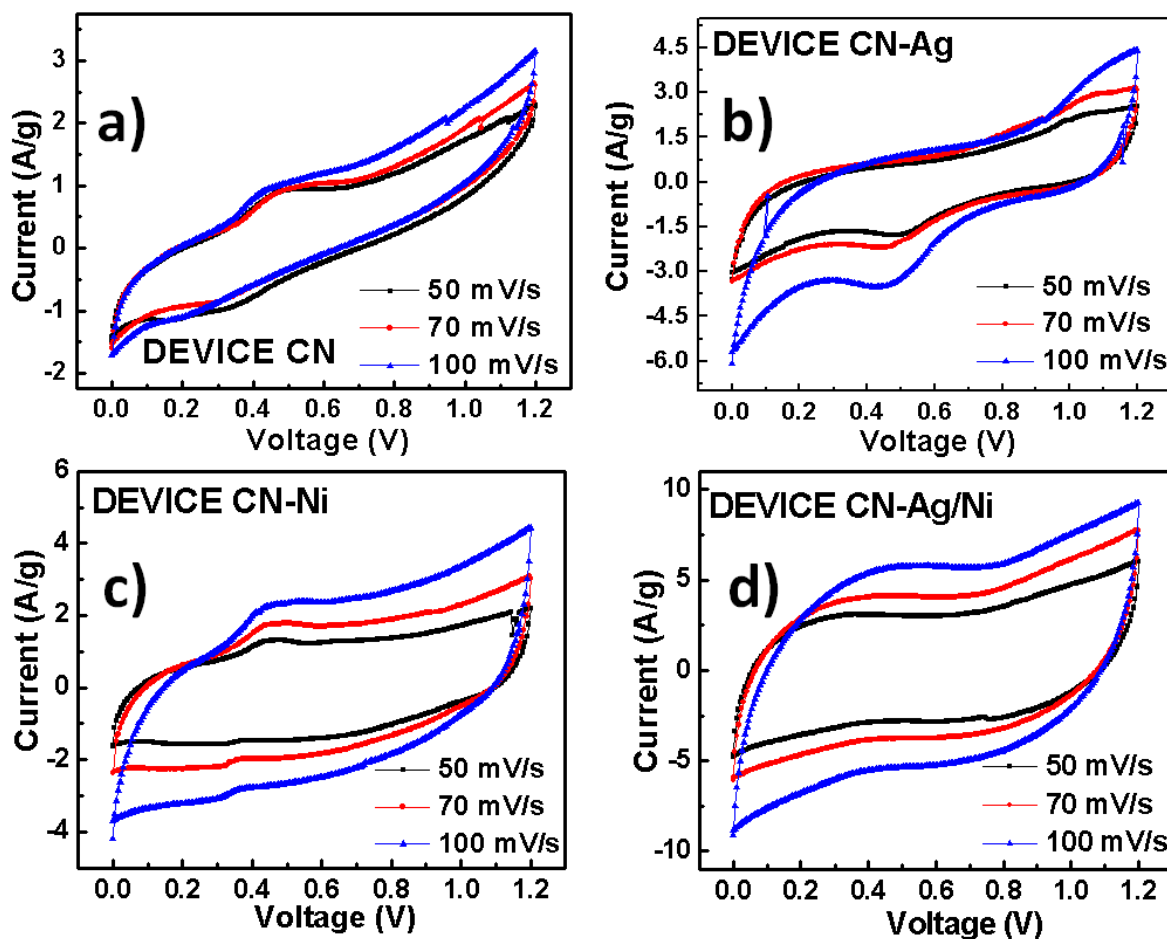 a)
3
2
1
0
-1
-2
Current (A/g)
50 mV/s
70 mV/s
100 mV/s
DEVICE CN
0.0 0.2 0.4 0.6 0.8 1.0 1.2
Voltage (V)
DEVICE CN-Ag
b)
4.5
3.0
1.5
0.0
-1.5
-3.0
-4.5
-6.0
Current (A/g)
50 mV/s
70 mV/s
100 mV/s
0.0 0.2 0.4 0.6 0.8 1.0 1.2
Voltage (V)
DEVICE CN-Ni
c)
6
4
2
0
-2
-4
Current (A/g)
50 mV/s
70 mV/s
100 mV/s
0.0 0.2 0.4 0.6 0.8 1.0 1.2
Voltage (V)
DEVICE CN-Ag/Ni
d)
10
5
0
-5
-10
Current (A/g)
50 mV/s
70 mV/s
100 mV/s
0.0 0.2 0.4 0.6 0.8 1.0 1.2
Voltage (V)